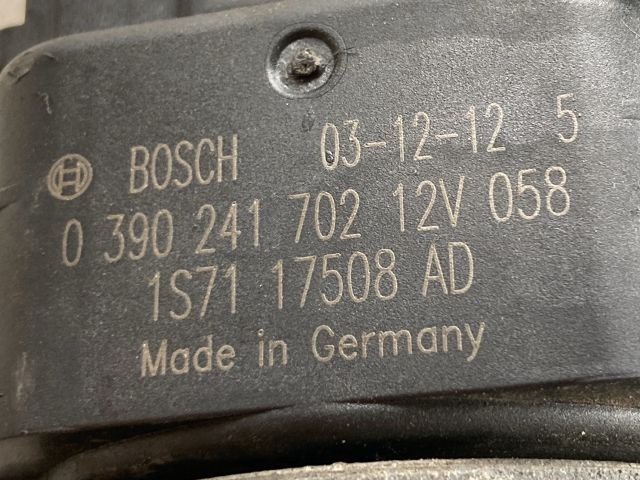 BOSCH 03-12-12 5
0 390 241 702 12V 058
1S71 17508 AD
Made in Germany